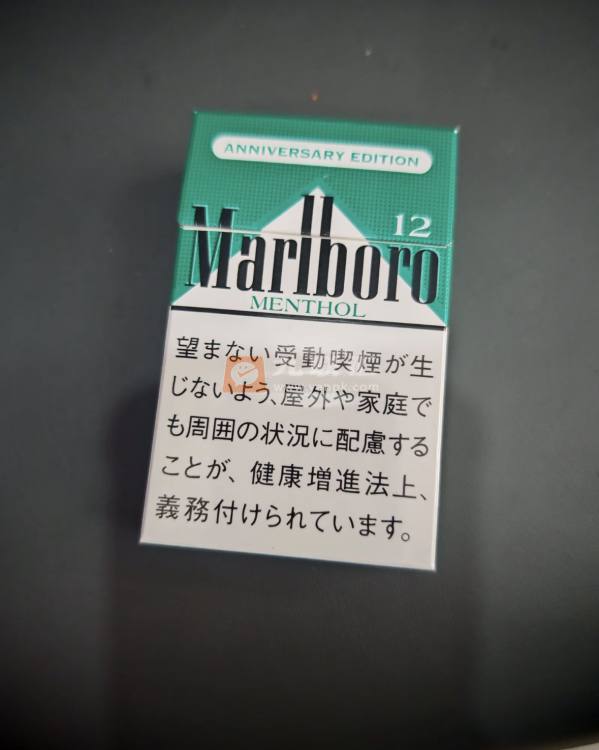 ANNIVERSARY EDITION
12
Marlboro
MENTHOL
望まない受動喫煙が生
じないよう、屋外や家庭で
も周囲の状況に配慮する
ことが、健康増進法上、
義務付けられています。